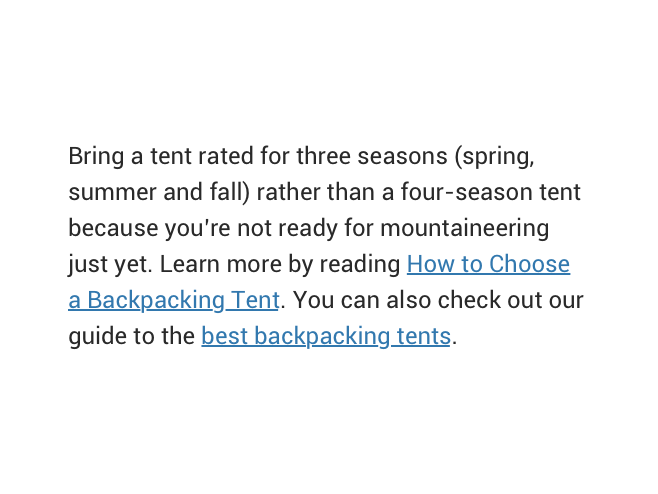 Bring a tent rated for three seasons (spring,
summer and fall) rather than a four-season tent
because you're not ready for mountaineering
just yet. Learn more by reading How to Choose
a Backpacking Tent. You can also check out our
guide to the best backpacking tents.